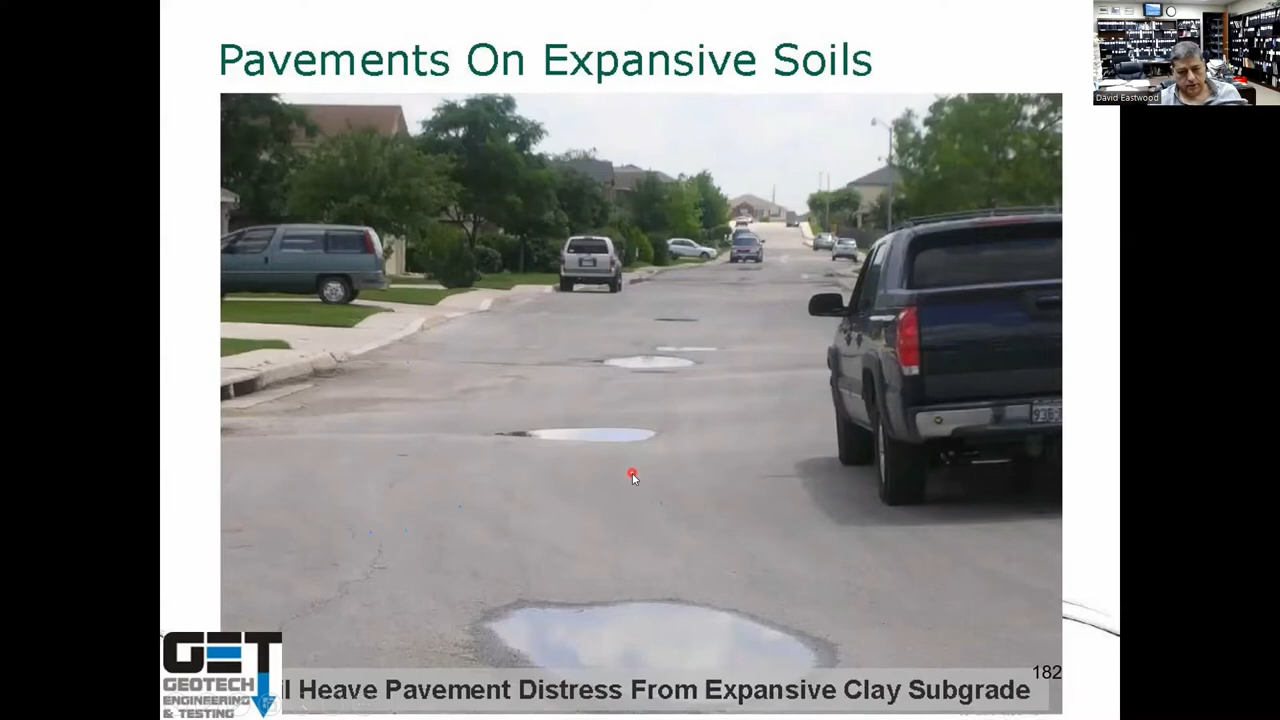 Pavements On Expansive Soils
David Eastwood
182
GET
GEOTECH
ENGINEERING
& TESTING
Heave Pavement Distress From Expansive Clay Subgrade